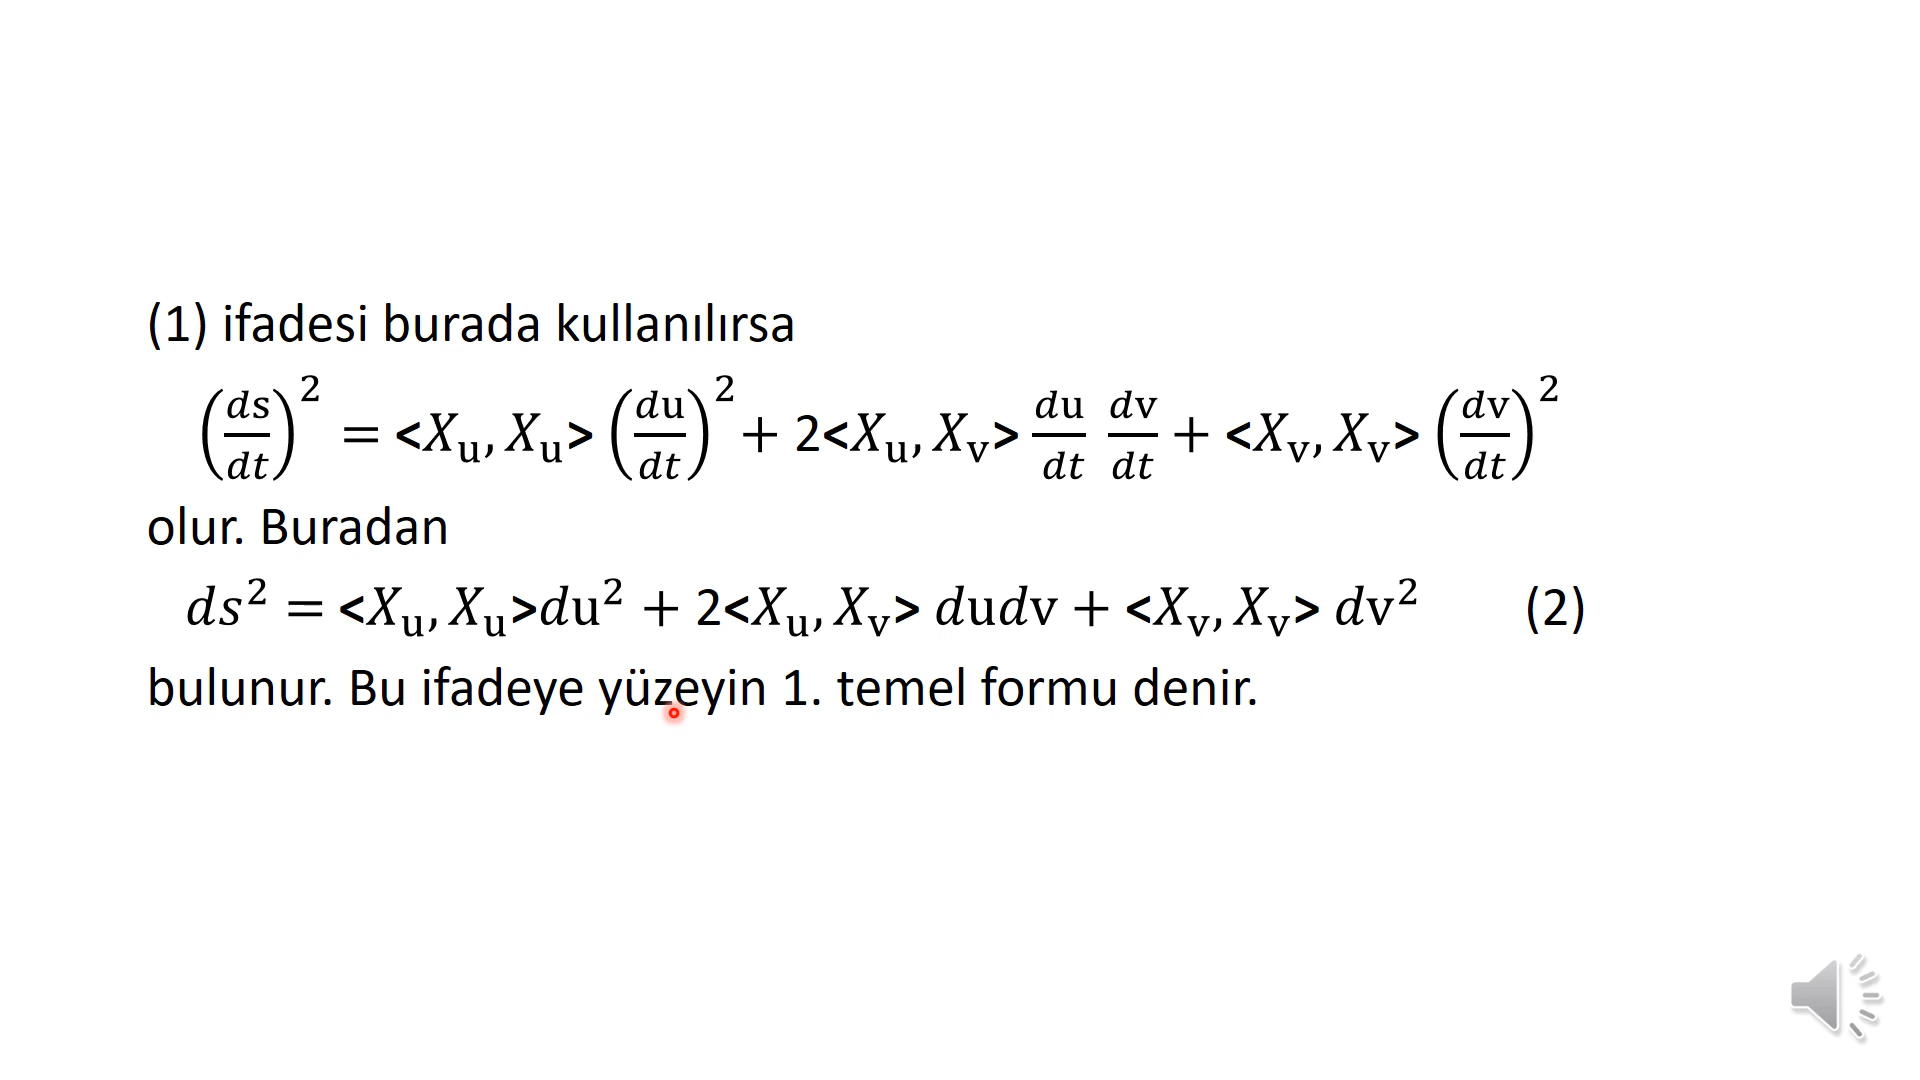 (1) ifadesi burada kullanılırsa
(ds/dt)² = <Xᵤ, Xᵤ> (du/dt)² + 2<Xᵤ, Xᵥ> du/dt dv/dt + <Xᵥ, Xᵥ> (dv/dt)²
olur. Buradan
ds² = <Xᵤ, Xᵤ>du² + 2<Xᵤ, Xᵥ> dudv + <Xᵥ, Xᵥ> dv² (2)
bulunur. Bu ifadeye yüzeyin 1. temel formu denir.